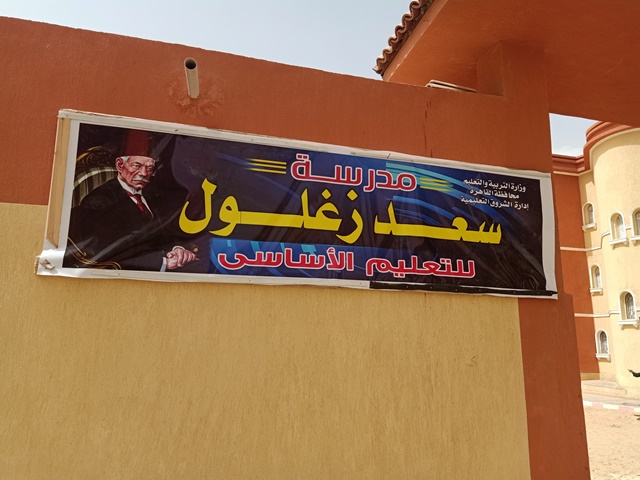 وزارة التربية والتعليم
محافظة القاهرة
إدارة الشروق التعليمية
مدرسة
سعد زغلول
للتعليم الأساسى